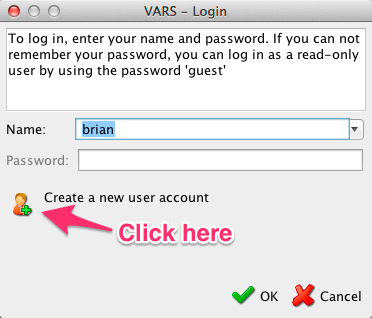 VARS – Login
To log in, enter your name and password. If you can not
remember your password, you can log in as a read-only
user by using the password 'guest'
Name: brian
Password:
Create a new user account
Click here
OK Cancel